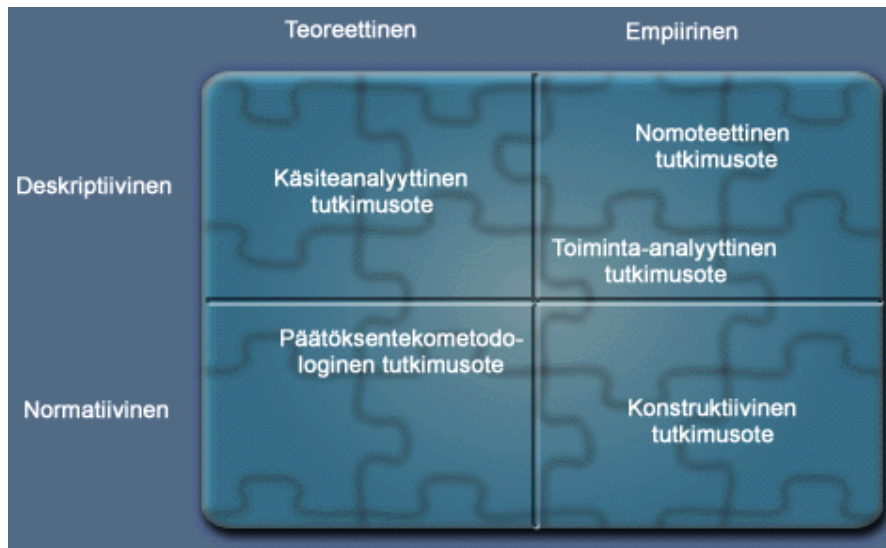 Teoreettinen
Empiirinen
Deskriptiivinen
Käsiteanalyyttinen
tutkimusote
Nomoteettinen
tutkimusote
Toiminta-analyyttinen
tutkimusote
Normatiivinen
Päätöksentekometodo-
loginen tutkimusote
Konstruktiivinen
tutkimusote